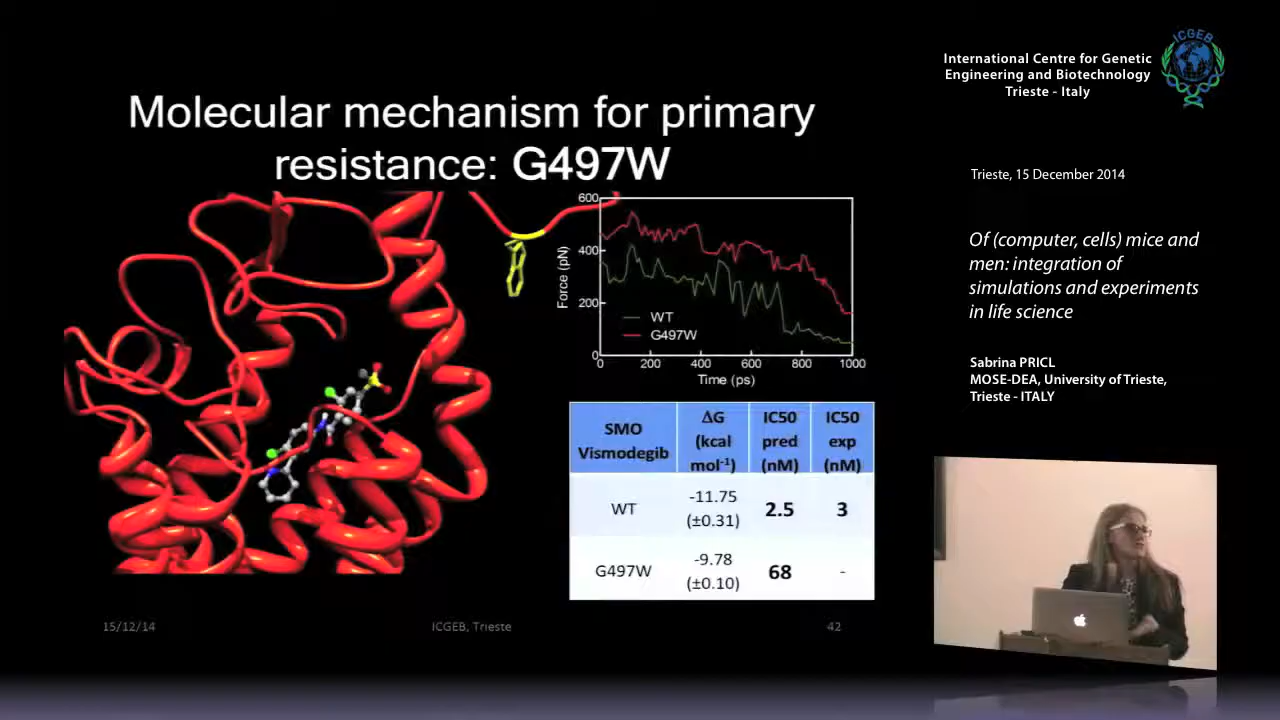 Molecular mechanism for primary
resistance: G497W
600
400
200
0
Force (pN)
WT
G497W
0 200 400 600 800 1000
Time (ps)
SMO
Vismodegib
ΔG
(kcal
mol⁻¹)
IC50
pred
(nM)
IC50
exp
(nM)
WT
-11.75
(±0.31)
2.5
3
G497W
-9.78
(±0.10)
68
-
15/12/14
ICGEB, Trieste
42
International Centre for Genetic
Engineering and Biotechnology
Trieste - Italy
ICGEB
Trieste, 15 December 2014
Of (computer, cells) mice and
men: integration of
simulations and experiments
in life science
Sabrina PRICL
MOSE-DEA, University of Trieste,
Trieste - ITALY